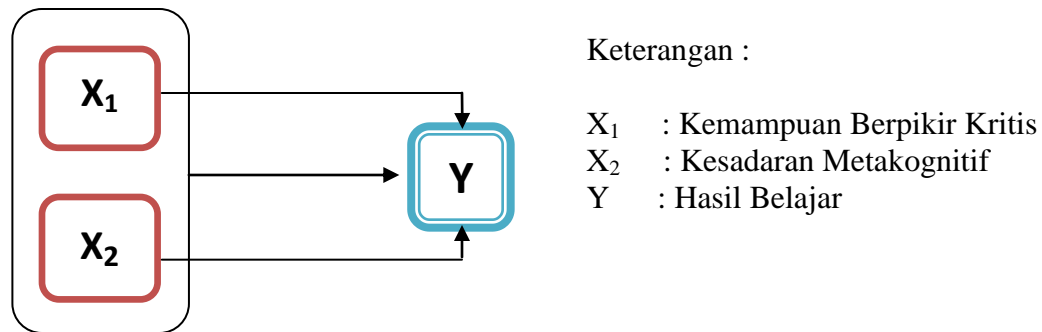 X₁
Y
X₂
Keterangan :
X₁ : Kemampuan Berpikir Kritis
X₂ : Kesadaran Metakognitif
Y : Hasil Belajar